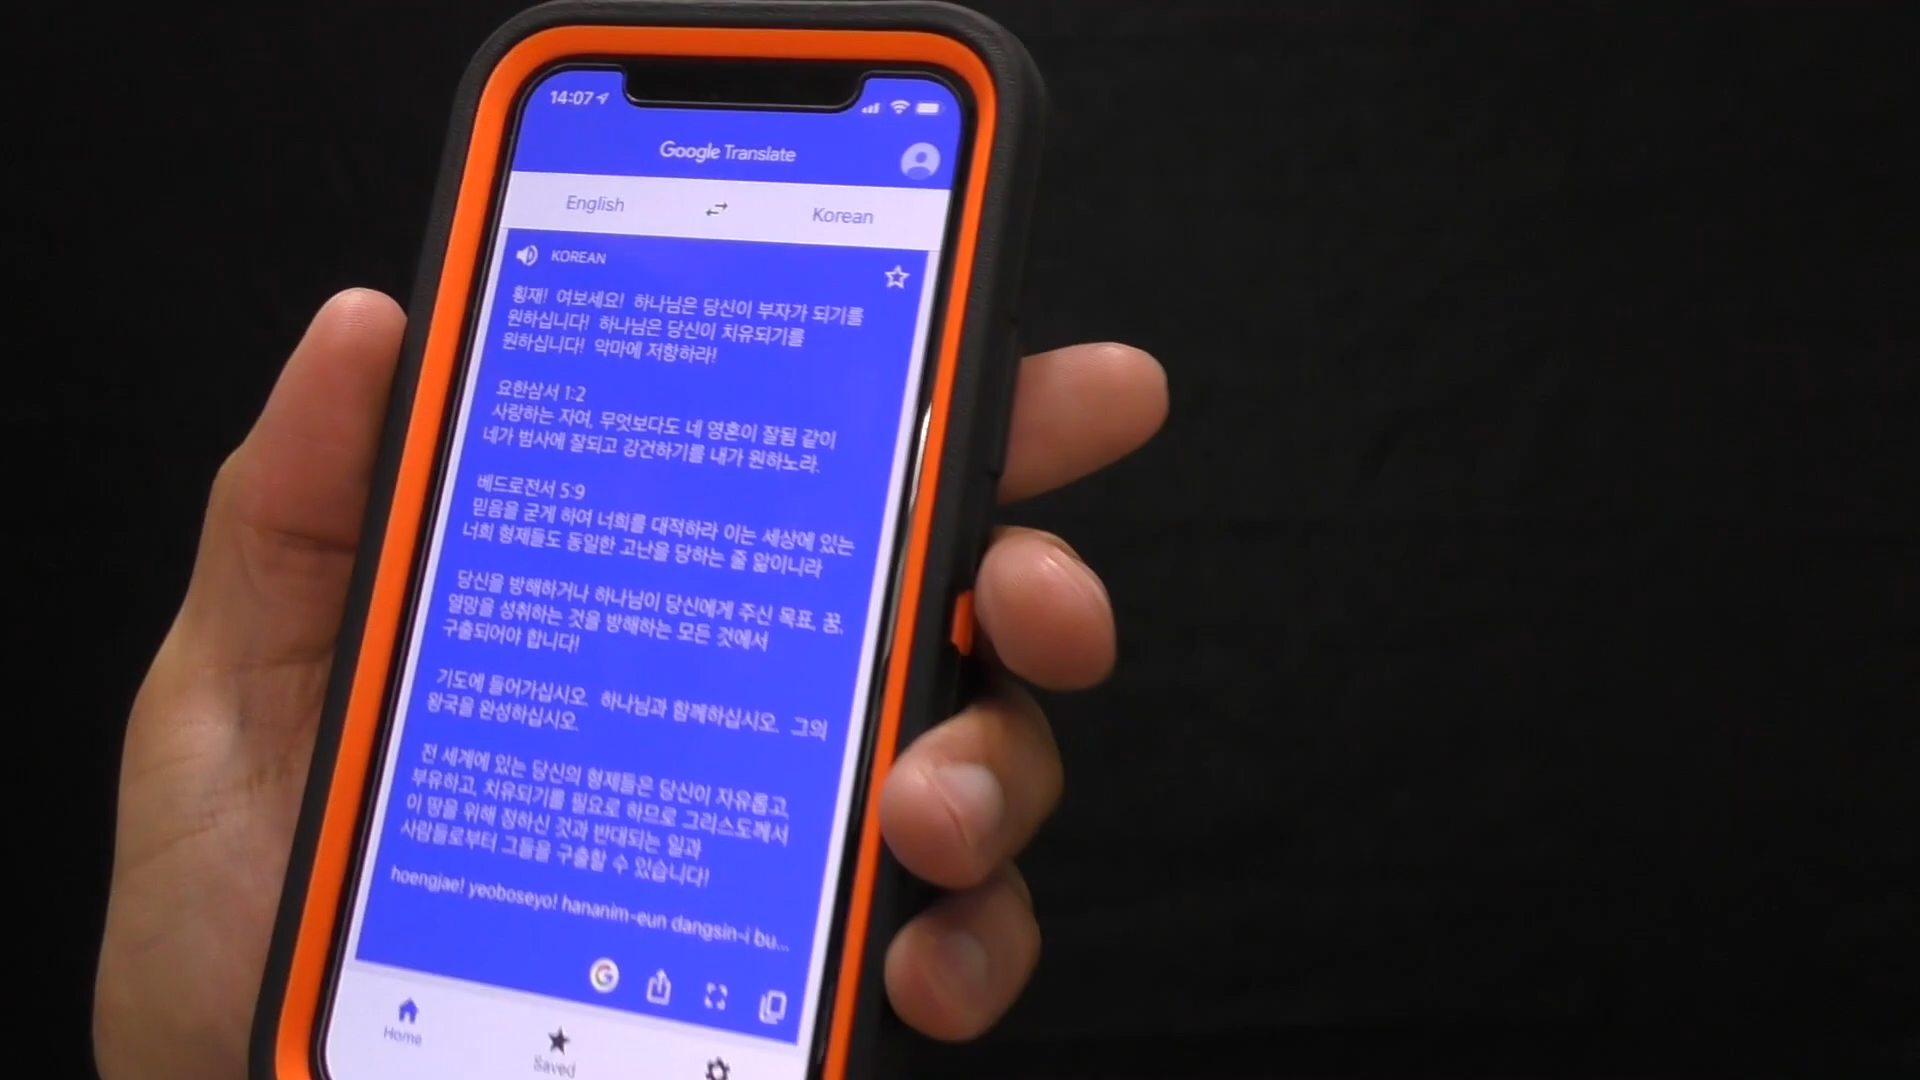 14:07
Google Translate
English
Korean
KOREAN
횡재! 여보세요! 하나님은 당신이 부자가 되기를
원하십니다! 하나님은 당신이 치유되기를
원하십니다! 악마에 저항하라!
요한삼서 1:2
사랑하는 자여, 무엇보다도 네 영혼이 잘됨 같이
네가 범사에 잘되고 강건하기를 내가 원하노라.
베드로전서 5:9
믿음을 굳게 하여 너희를 대적하라 이는 세상에 있는
너희 형제들도 동일한 고난을 당하는 줄 앎이니라
당신을 방해하거나 하나님이 당신에게 주신 목표, 꿈,
열망을 성취하는 것을 방해하는 모든 것에서
구출되어야 합니다!
기도에 들어가십시오. 하나님과 함께하십시오. 그의
왕국을 완성하십시오.
전 세계에 있는 당신의 형제들은 당신이 자유롭고,
부유하고, 치유되기를 필요로 하므로 그리스도께서
이 땅을 위해 정하신 것과 반대되는 일과
사람들로부터 그들을 구출할 수 있습니다!
hoengjae! yeoboseyo! hananim-eun dangsin-i bu...
Home
Saved